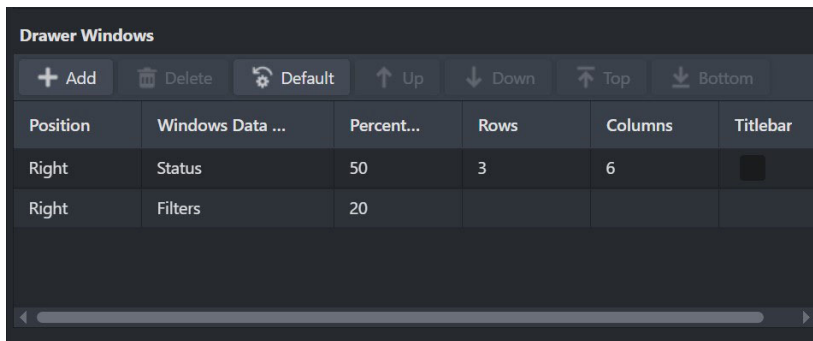 Drawer Windows
Add Delete Default Up Down Top Bottom
Position Windows Data ... Percent... Rows Columns Titlebar
Right Status 50 3 6
Right Filters 20